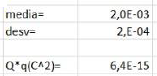 media= 2,0E-03
desv= 2,E-04
Q*q(C^2)= 6,4E-15